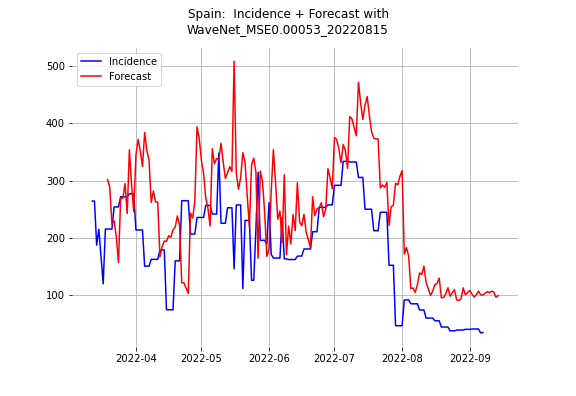 Spain:  Incidence + Forecast with
WaveNet_MSE0.00053_20220815
Incidence
Forecast
500
400
300
200
100
2022-04 2022-05 2022-06 2022-07 2022-08 2022-09